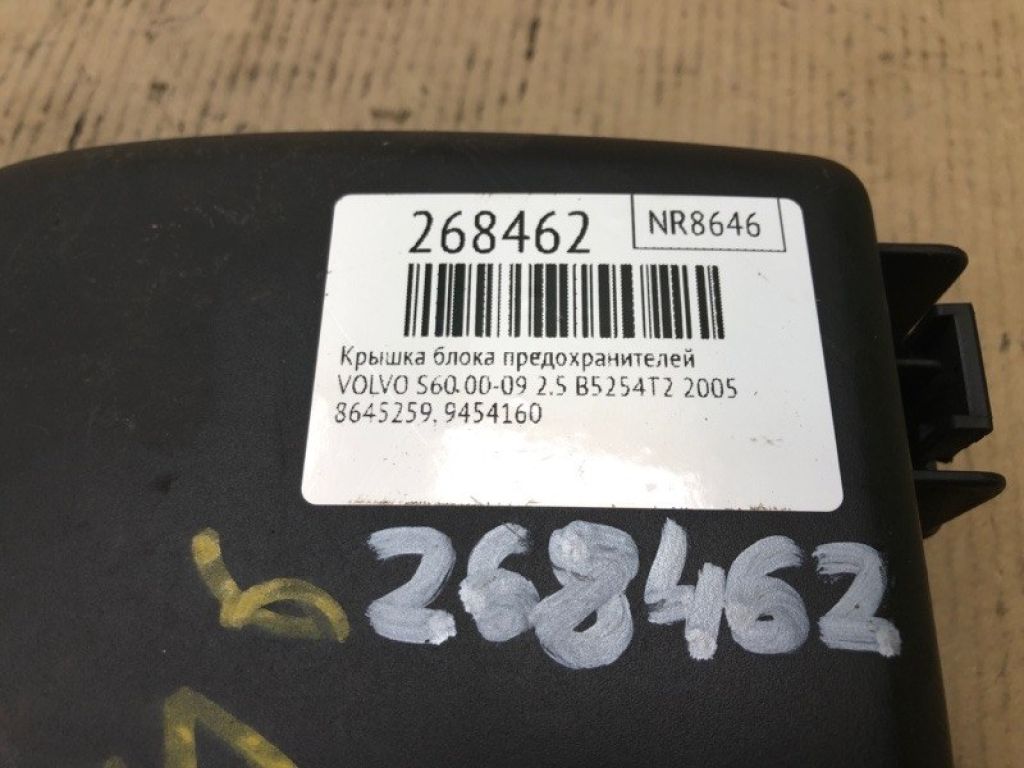 268462
NR8646
Крышка блока предохранителей
VOLVO S60.00-09 2.5 B5254T2 2005
8645259, 9454160
268462